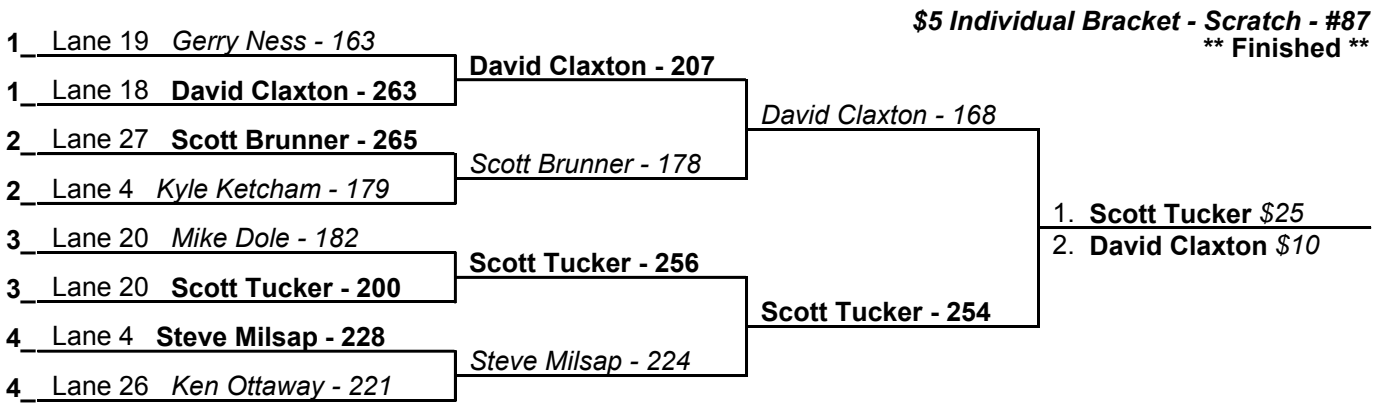 $5 Individual Bracket - Scratch - #87
** Finished **
1_ Lane 19 Gerry Ness - 163
1_ Lane 18 David Claxton - 263
2_ Lane 27 Scott Brunner - 265
2_ Lane 4 Kyle Ketcham - 179
3_ Lane 20 Mike Dole - 182
3_ Lane 20 Scott Tucker - 200
4_ Lane 4 Steve Milsap - 228
4_ Lane 26 Ken Ottaway - 221
David Claxton - 207
Scott Brunner - 178
Scott Tucker - 256
Steve Milsap - 224
David Claxton - 168
Scott Tucker - 254
1. Scott Tucker $25
2. David Claxton $10